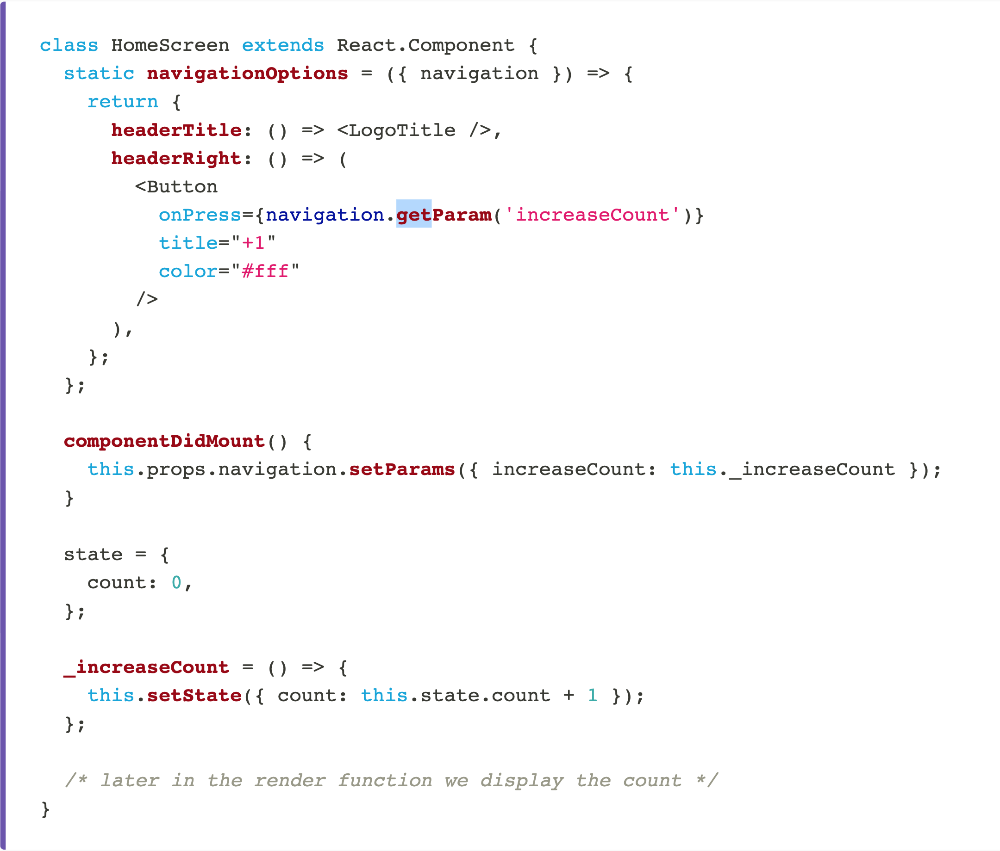 class HomeScreen extends React.Component {
  static navigationOptions = ({ navigation }) => {
    return {
      headerTitle: () => <LogoTitle />,
      headerRight: () => (
        <Button
          onPress={navigation.getParam('increaseCount')}
          title="+1"
          color="#fff"
        />
      ),
    };
  };

  componentDidMount() {
    this.props.navigation.setParams({ increaseCount: this._increaseCount });
  }

  state = {
    count: 0,
  };

  _increaseCount = () => {
    this.setState({ count: this.state.count + 1 });
  };

  /* later in the render function we display the count */
}